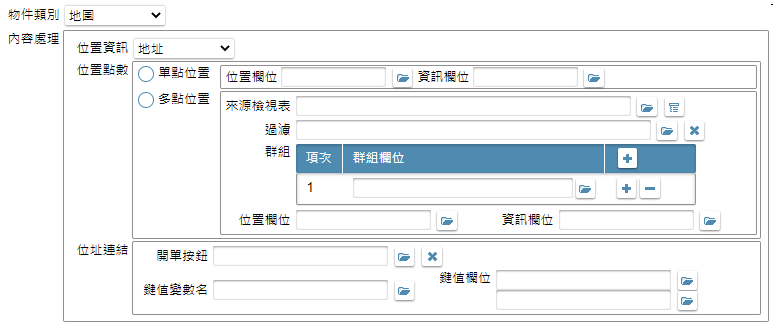 物件類別 地圖
內容處理
位置資訊 地址
位置點數 單點位置 位置欄位 資訊欄位
多點位置 來源檢視表
過濾
群組 項次 群組欄位
1
位置欄位 資訊欄位
位址連結 開單按鈕
鍵值變數名 鍵值欄位